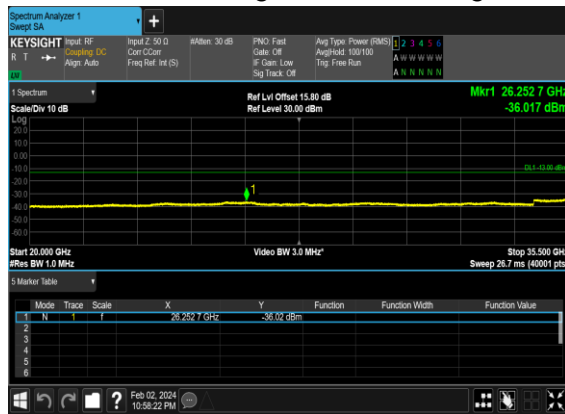 Spectrum Analyzer 1
Swept SA
+
KEYSIGHT Input: RF Input Z: 50 Ω #Atten: 30 dB PNO: Fast Avg Type: Power (RMS) 1 2 3 4 5 6
R T Coupling: DC Corr CCorr Gate: Off Avg|Hold: 100/100 A W W W W W
Align: Auto Freq Ref: Int (S) IF Gain: Low Trig: Free Run
LW Sig Track: Off A N N N N N
1 Spectrum Ref Lvl Offset 15.80 dB Mkr1 26.252 7 GHz
Scale/Div 10 dB Ref Level 30.00 dBm -36.017 dBm
Log
20.0
10.0
0.00
-10.0 DL1 -13.00 dBm
-20.0
-30.0 1
-40.0
-50.0
-60.0
Start 20.000 GHz Video BW 3.0 MHz* Stop 35.500 GHz
#Res BW 1.0 MHz Sweep 26.7 ms (40001 pts)
5 Marker Table
Mode Trace Scale X Y Function Function Width Function Value
1 N 1 f 26.252 7 GHz -36.02 dBm
2
3
4
5
6
? Feb 02, 2024
10:58:22 PM